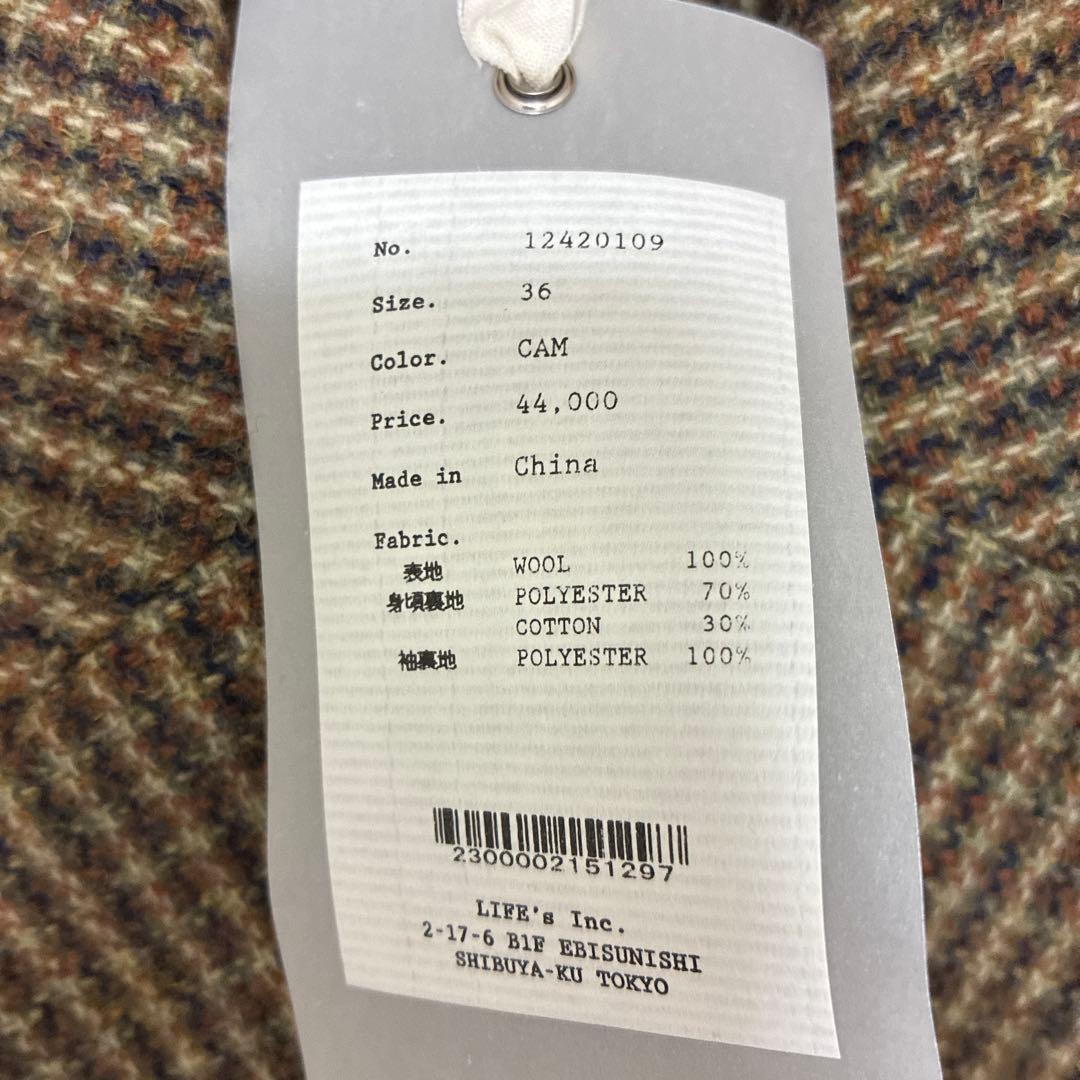 No. 12420109
Size. 36
Color. CAM
Price. 44,000
Made in China
Fabric.
表地 WOOL 100%
身頃裏地 POLYESTER 70%
COTTON 30%
袖裏地 POLYESTER 100%
2300002151297
LIFE's Inc.
2-17-6 B1F EBISUNISHI
SHIBUYA-KU TOKYO